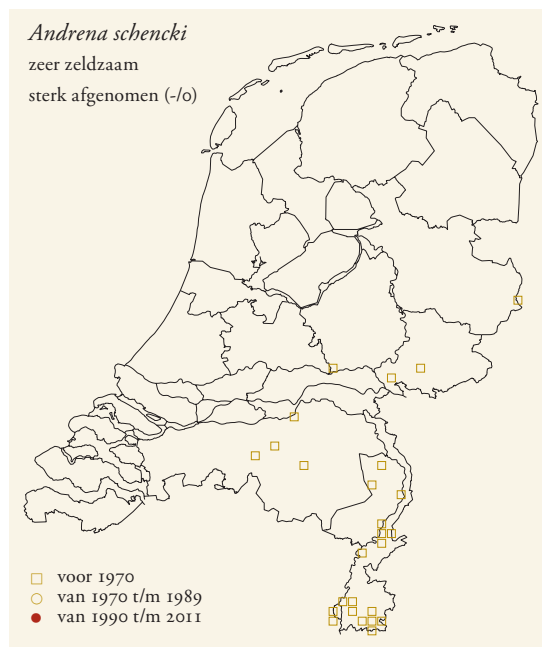 Andrena schencki
zeer zeldzaam
sterk afgenomen (-/0)
voor 1970
van 1970 t/m 1989
van 1990 t/m 2011